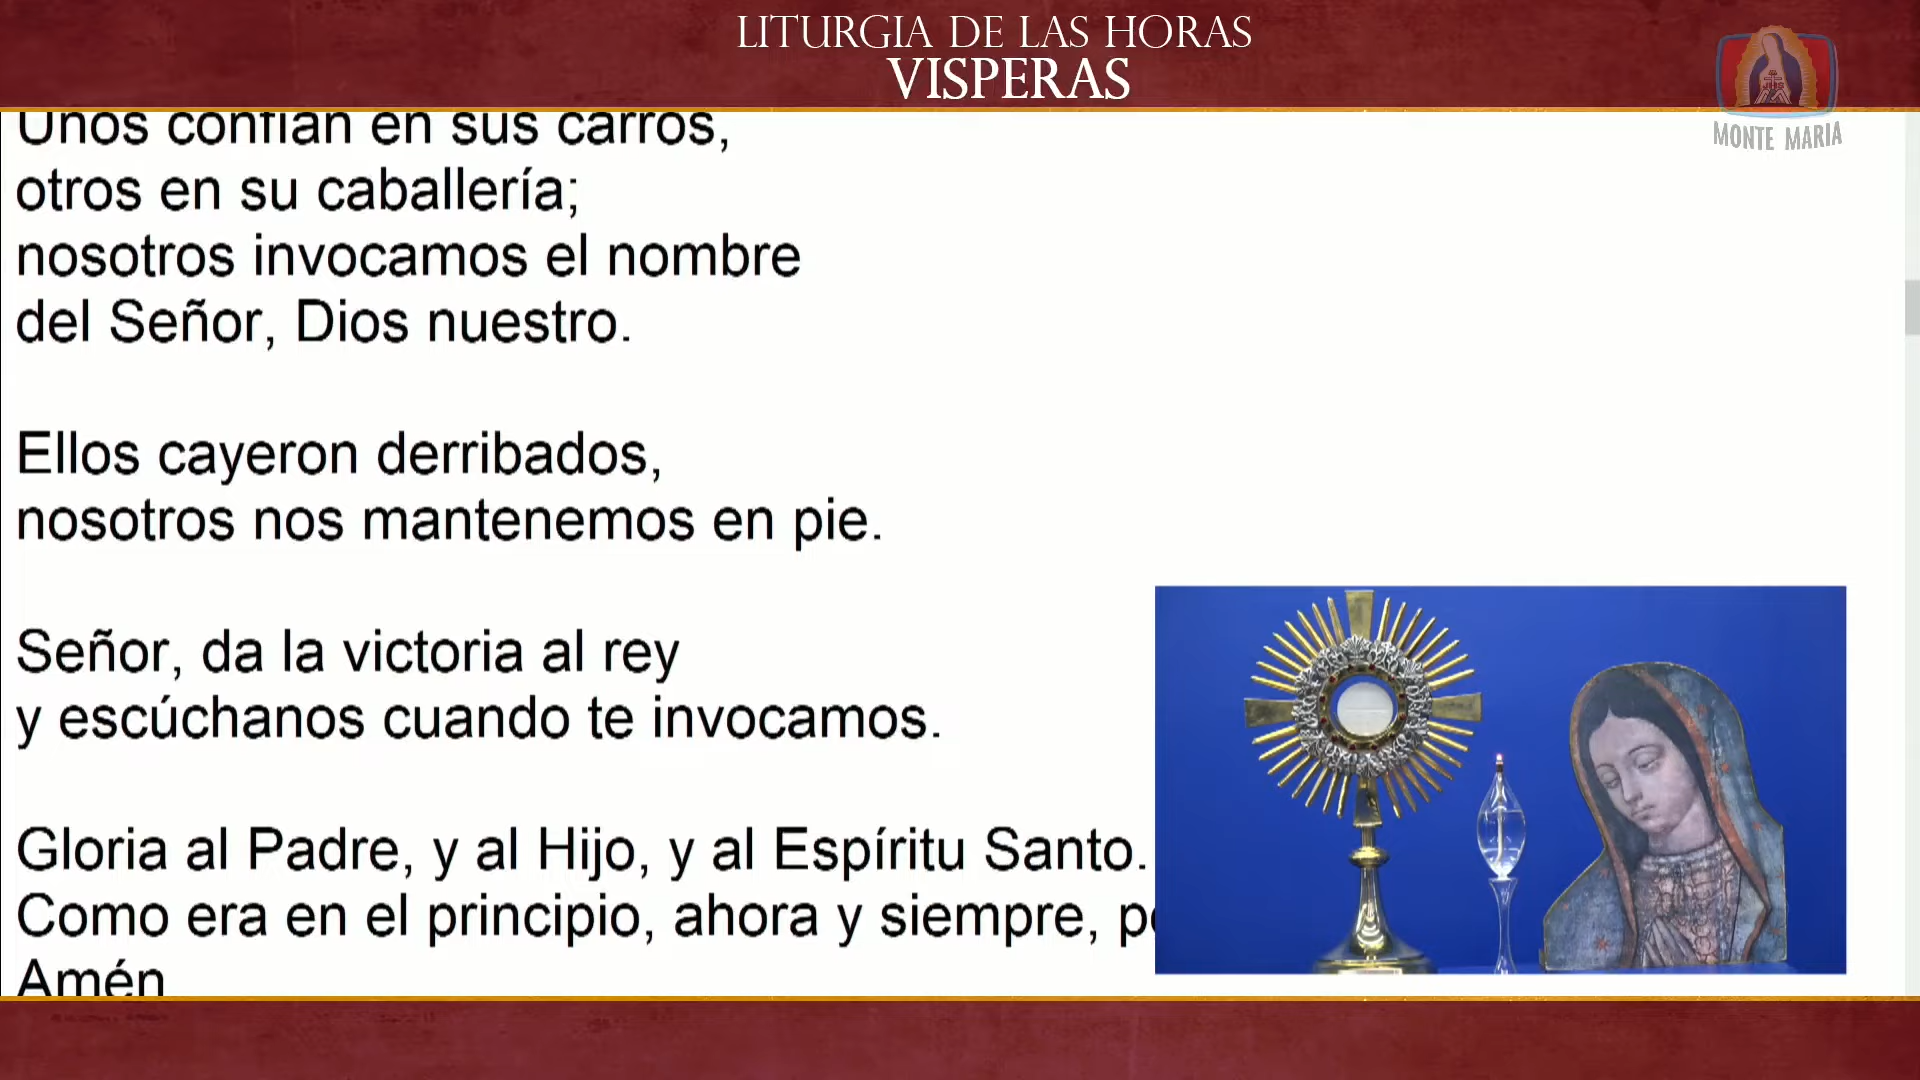 LITURGIA DE LAS HORAS
VISPERAS
MONTE MARIA
Unos confían en sus carros,
otros en su caballería;
nosotros invocamos el nombre
del Señor, Dios nuestro.
Ellos cayeron derribados,
nosotros nos mantenemos en pie.
Señor, da la victoria al rey
y escúchanos cuando te invocamos.
Gloria al Padre, y al Hijo, y al Espíritu Santo.
Como era en el principio, ahora y siempre,
Amén